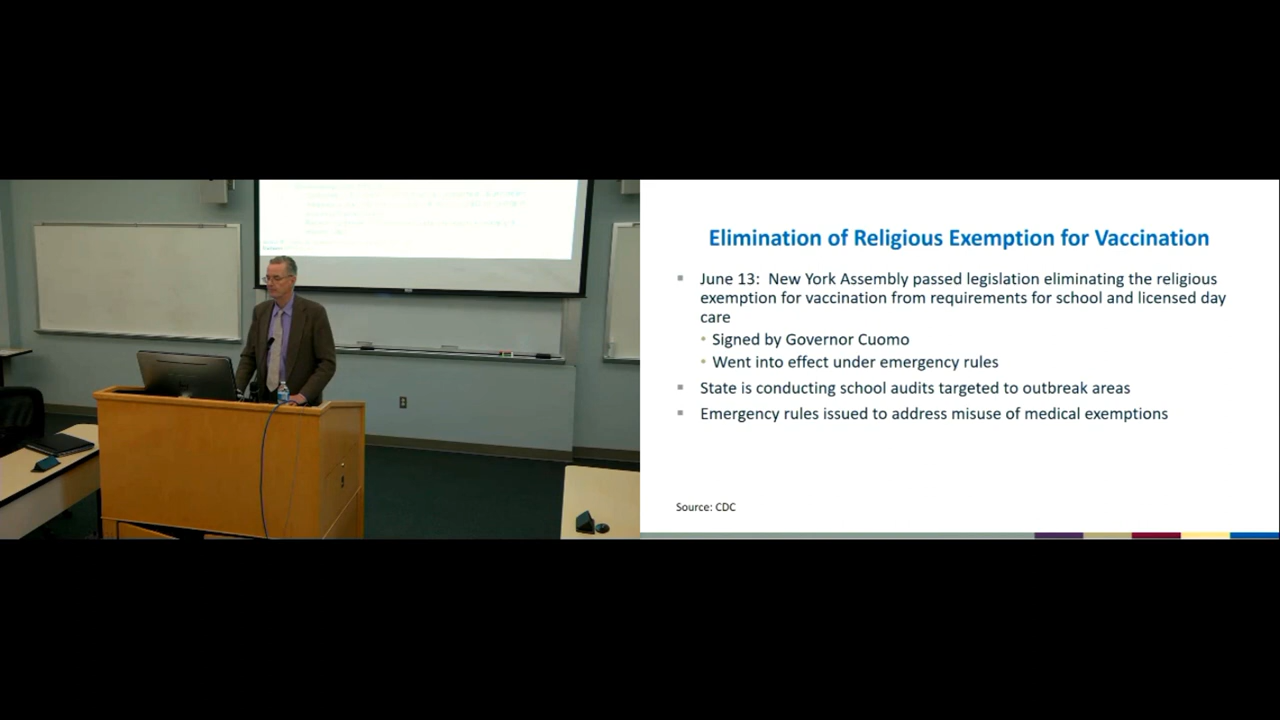 Elimination of Religious Exemption for Vaccination
▪ June 13:  New York Assembly passed legislation eliminating the religious
exemption for vaccination from requirements for school and licensed day
care
• Signed by Governor Cuomo
• Went into effect under emergency rules
▪ State is conducting school audits targeted to outbreak areas
▪ Emergency rules issued to address misuse of medical exemptions
Source: CDC